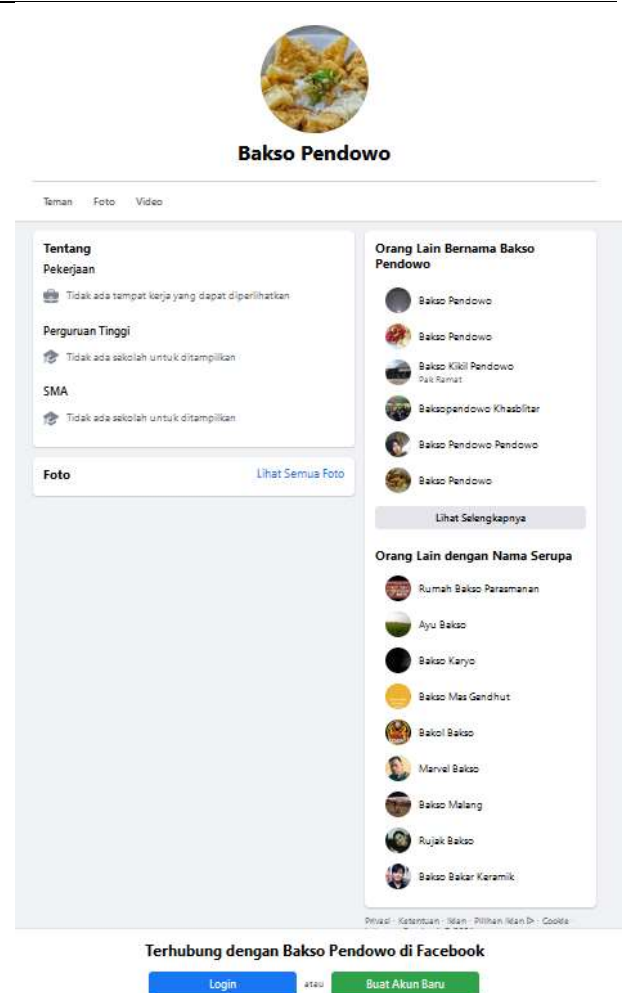 Bakso Pendowo
Teman Foto Video
Tentang
Pekerjaan
Tidak ada tempat kerja yang dapat diperlihatkan
Perguruan Tinggi
Tidak ada sekolah untuk ditampilkan
SMA
Tidak ada sekolah untuk ditampilkan
Foto Lihat Semua Foto
Orang Lain Bernama Bakso
Pendowo
Bakso Pendowo
Bakso Pendowo
Bakso Kikil Pendowo
Pak Ramat
Baksopendowo Khasblitar
Bakso Pendowo Pendowo
Bakso Pendowo
Lihat Selengkapnya
Orang Lain dengan Nama Serupa
Rumah Bakso Parasmanan
Ayu Bakso
Bakso Karyo
Bakso Mas Gendhut
Bakol Bakso
Marvel Bakso
Bakso Malang
Rujak Bakso
Bakso Bakar Keramik
Privasi · Ketentuan · Iklan · Pilihan Iklan · Cookie ·
Terhubung dengan Bakso Pendowo di Facebook
Login atau Buat Akun Baru